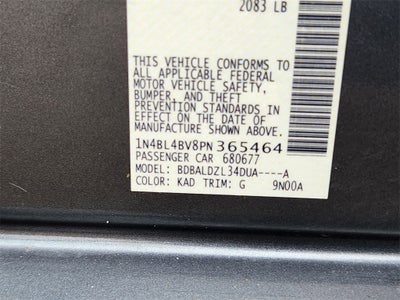 2083 LB
THIS VEHICLE CONFORMS TO
ALL APPLICABLE FEDERAL
MOTOR VEHICLE SAFETY,
BUMPER, AND THEFT
PREVENTION STANDARDS IN
EFFECT ON THE DATE OF
MANUFACTURE SHOWN ABOVE.
1N4BL4BV8PN365464
PASSENGER CAR 680677
MODEL: BDBALDZL34DUA----A
COLOR: KAD TRIM: G 9N00A